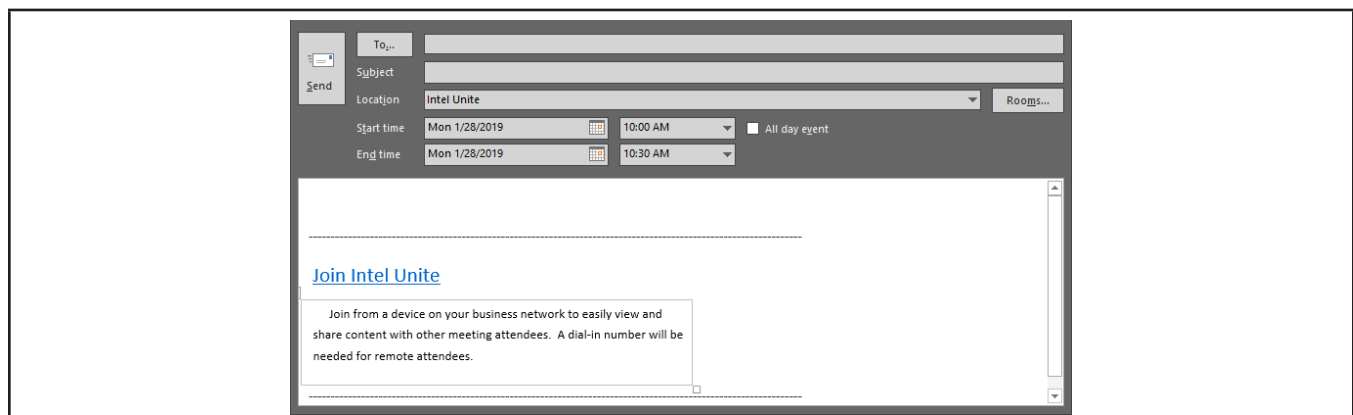 To...
Subject
Send
Location Intel Unite Rooms...
Start time Mon 1/28/2019 10:00 AM All day event
End time Mon 1/28/2019 10:30 AM
--------------------------------------------------------------------------------
Join Intel Unite
Join from a device on your business network to easily view and
share content with other meeting attendees. A dial-in number will be
needed for remote attendees.
--------------------------------------------------------------------------------